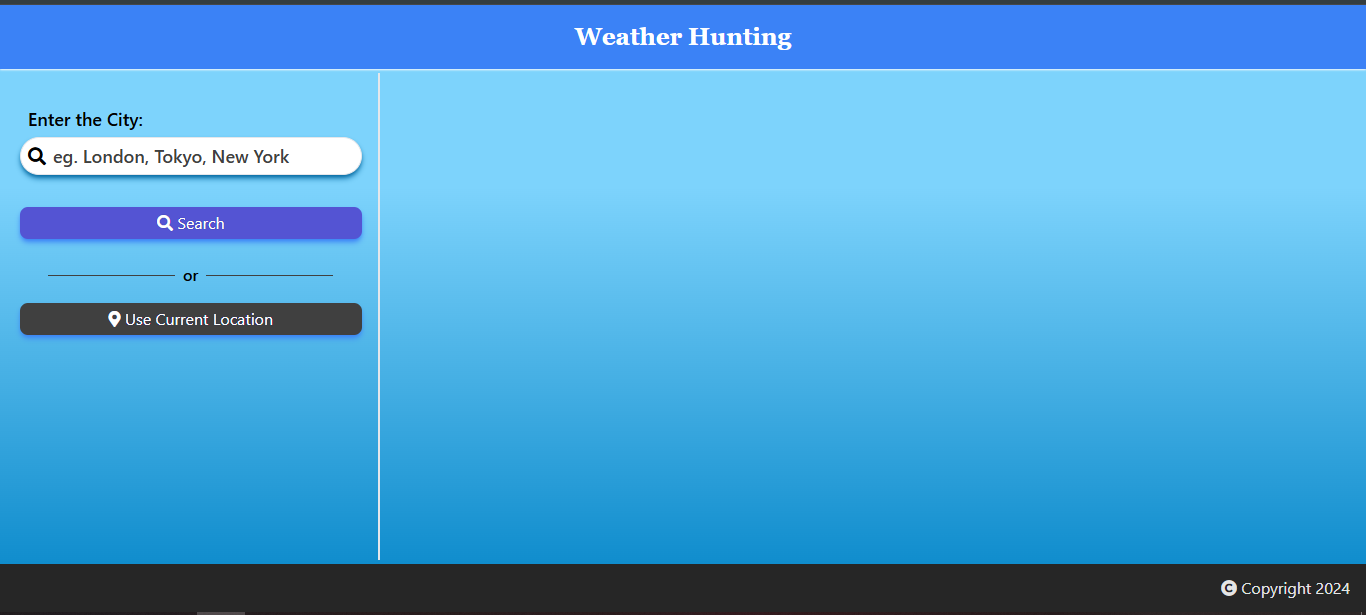 Weather Hunting
Enter the City:
eg. London, Tokyo, New York
Search
or
Use Current Location
© Copyright 2024